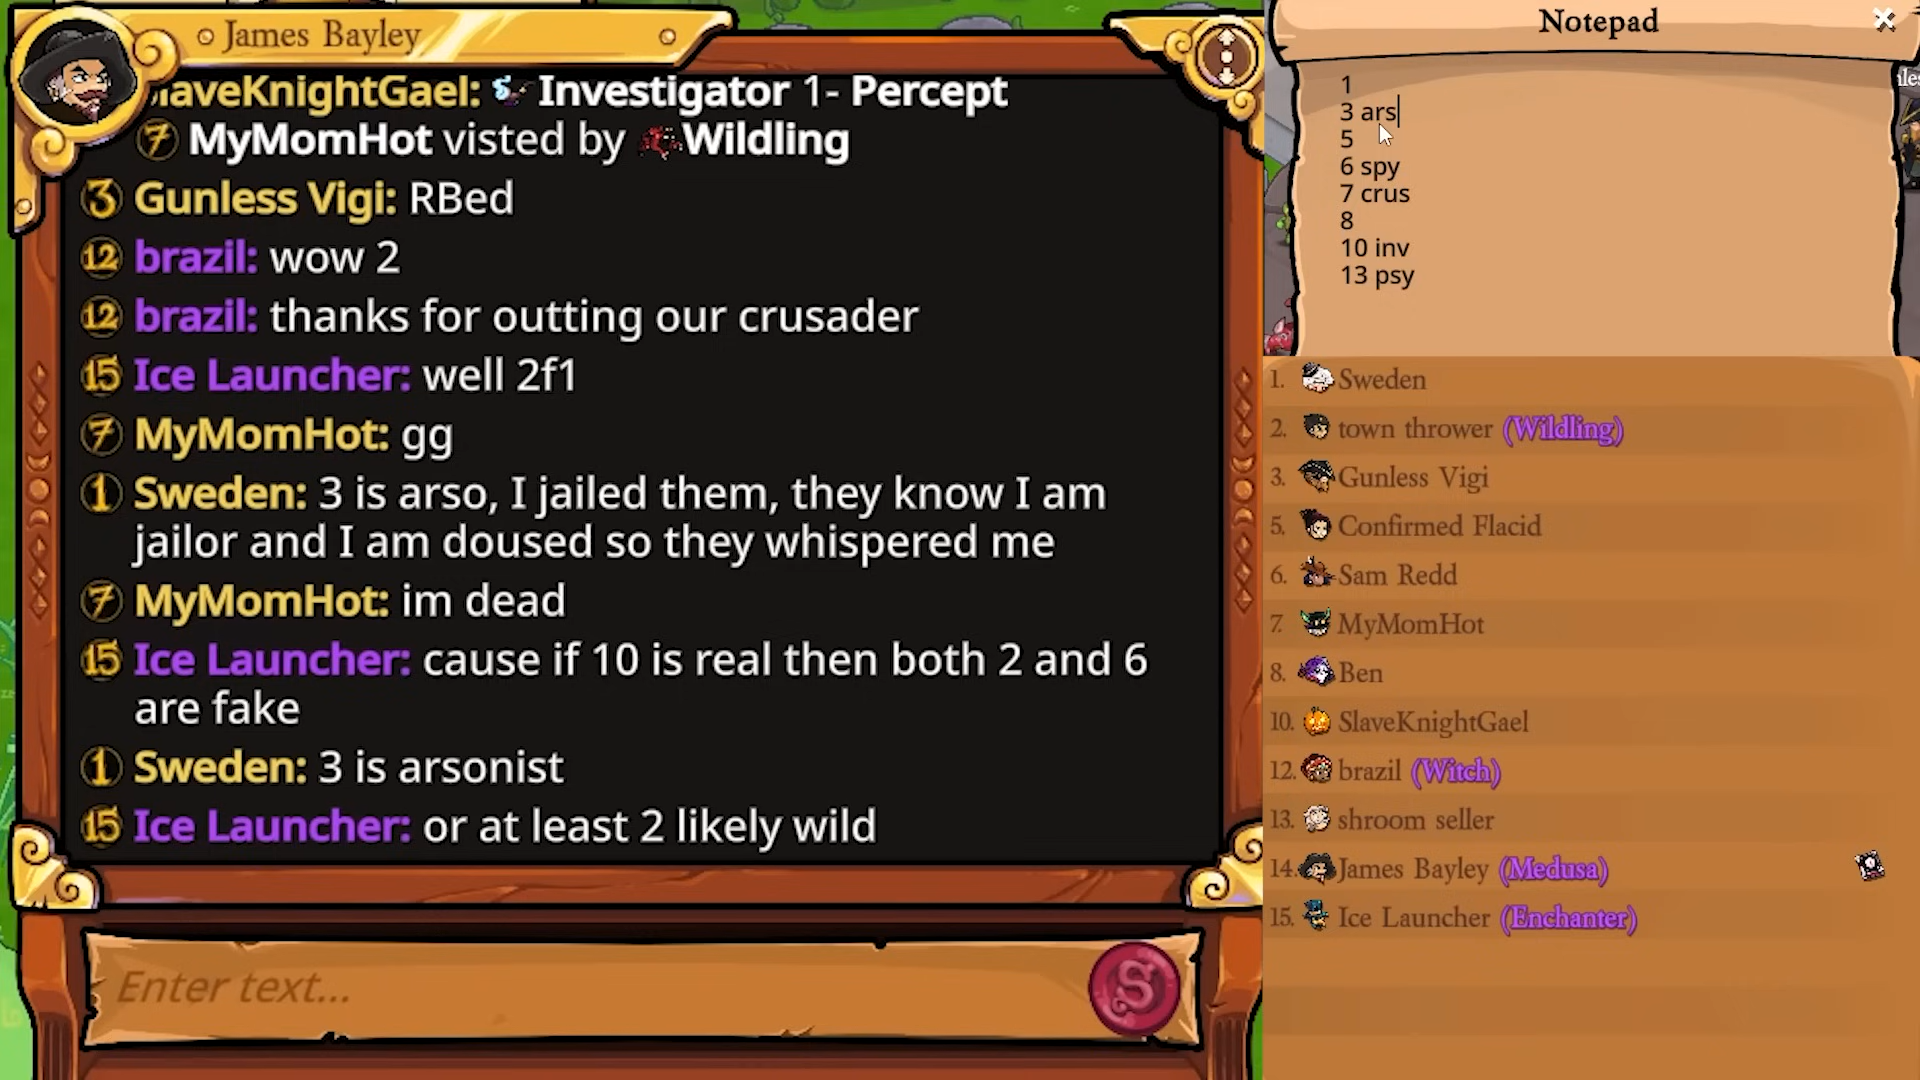 James Bayley
laveKnightGael: Investigator 1- Percept
7 MyMomHot visted by Wildling
3 Gunless Vigi: RBed
12 brazil: wow 2
12 brazil: thanks for outting our crusader
15 Ice Launcher: well 2f1
7 MyMomHot: gg
1 Sweden: 3 is arso, I jailed them, they know I am
jailor and I am doused so they whispered me
7 MyMomHot: im dead
15 Ice Launcher: cause if 10 is real then both 2 and 6
are fake
1 Sweden: 3 is arsonist
15 Ice Launcher: or at least 2 likely wild
Enter text...
S
Notepad
1
3 ars
5
6 spy
7 crus
8
10 inv
13 psy
1. Sweden
2. town thrower (Wildling)
3. Gunless Vigi
5. Confirmed Flacid
6. Sam Redd
7. MyMomHot
8. Ben
10. SlaveKnightGael
12. brazil (Witch)
13. shroom seller
14. James Bayley (Medusa)
15. Ice Launcher (Enchanter)